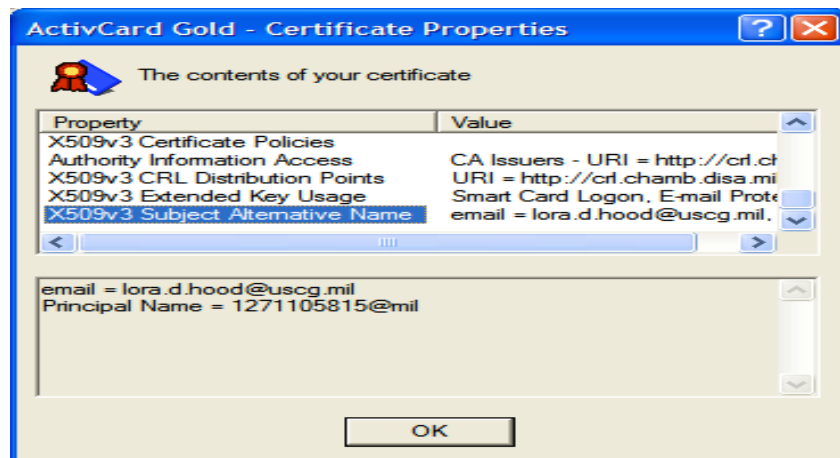 ActivCard Gold - Certificate Properties
The contents of your certificate
Property Value
X509v3 Certificate Policies
Authority Information Access CA Issuers - URI = http://crl.ch
X509v3 CRL Distribution Points URI = http://crl.chamb.disa.mi
X509v3 Extended Key Usage Smart Card Logon, E-mail Prote
X509v3 Subject Alternative Name email = lora.d.hood@uscg.mil,
email = lora.d.hood@uscg.mil
Principal Name = 1271105815@mil
OK